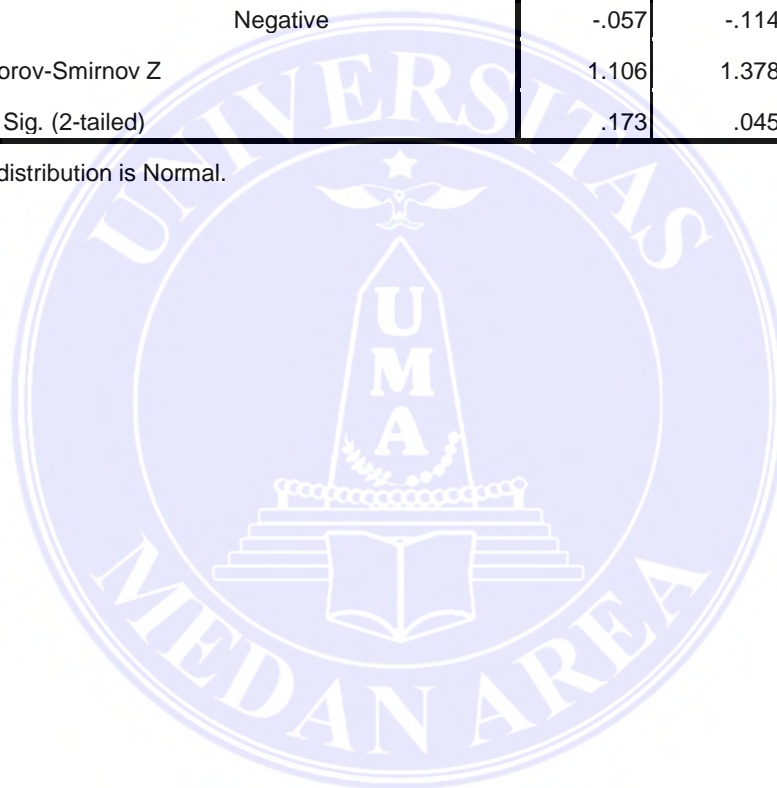 Negative -.057 -.114
orov-Smirnov Z 1.106 1.378
Sig. (2-tailed) .173 .045
distribution is Normal.
UNIVERSITAS
UMA
MEDAN AREA